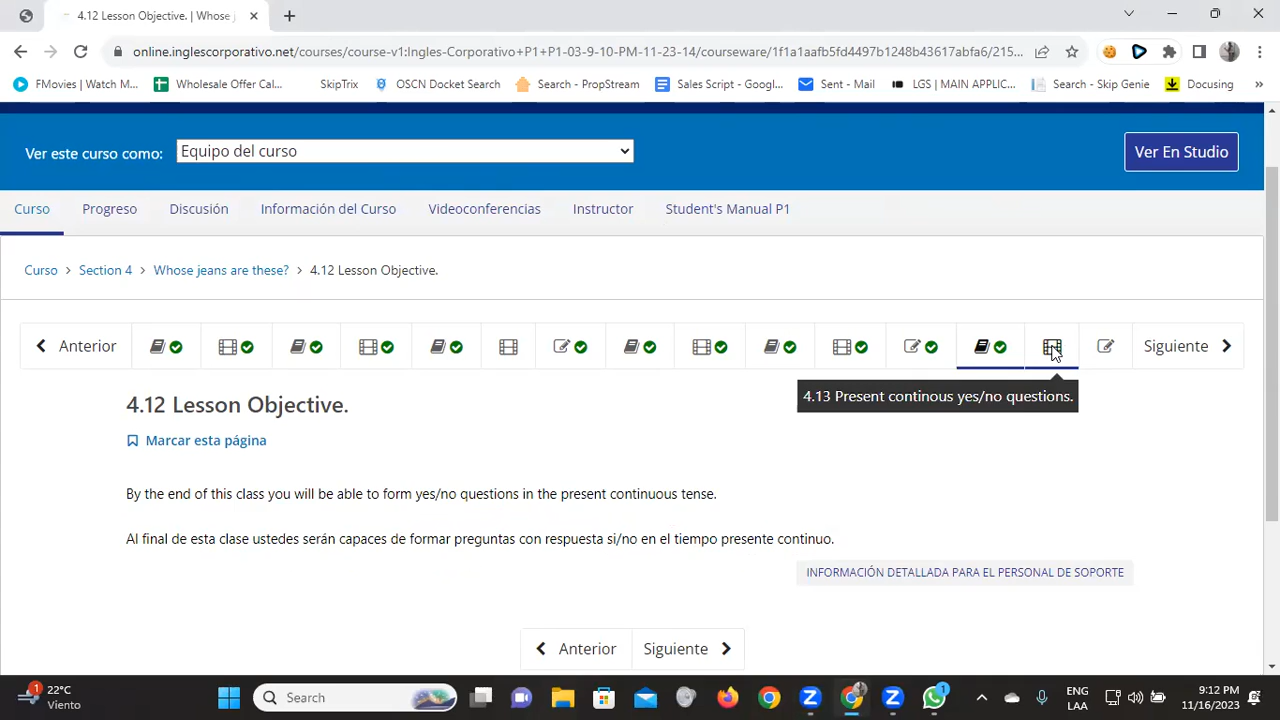 4.12 Lesson Objective. | Whose j
online.inglescorporativo.net/courses/course-v1:Ingles-Corporativo+P1+P1-03-9-10-PM-11-23-14/courseware/1f1a1aafb5fd4497b1248b43617abfa6/215...
FMovies | Watch M... Wholesale Offer Cal... SkipTrix OSCN Docket Search Search - PropStream Sales Script - Googl... Sent - Mail LGS | MAIN APPLIC... Search - Skip Genie Docusing »
Ver este curso como: Equipo del curso Ver En Studio
Curso Progreso Discusión Información del Curso Videoconferencias Instructor Student's Manual P1
Curso > Section 4 > Whose jeans are these? > 4.12 Lesson Objective.
Anterior Siguiente
4.13 Present continous yes/no questions.
4.12 Lesson Objective.
Marcar esta página
By the end of this class you will be able to form yes/no questions in the present continuous tense.
Al final de esta clase ustedes serán capaces de formar preguntas con respuesta si/no en el tiempo presente continuo.
INFORMACIÓN DETALLADA PARA EL PERSONAL DE SOPORTE
Anterior Siguiente
1 22°C
Viento
Search
1
ENG
LAA
9:12 PM
11/16/2023